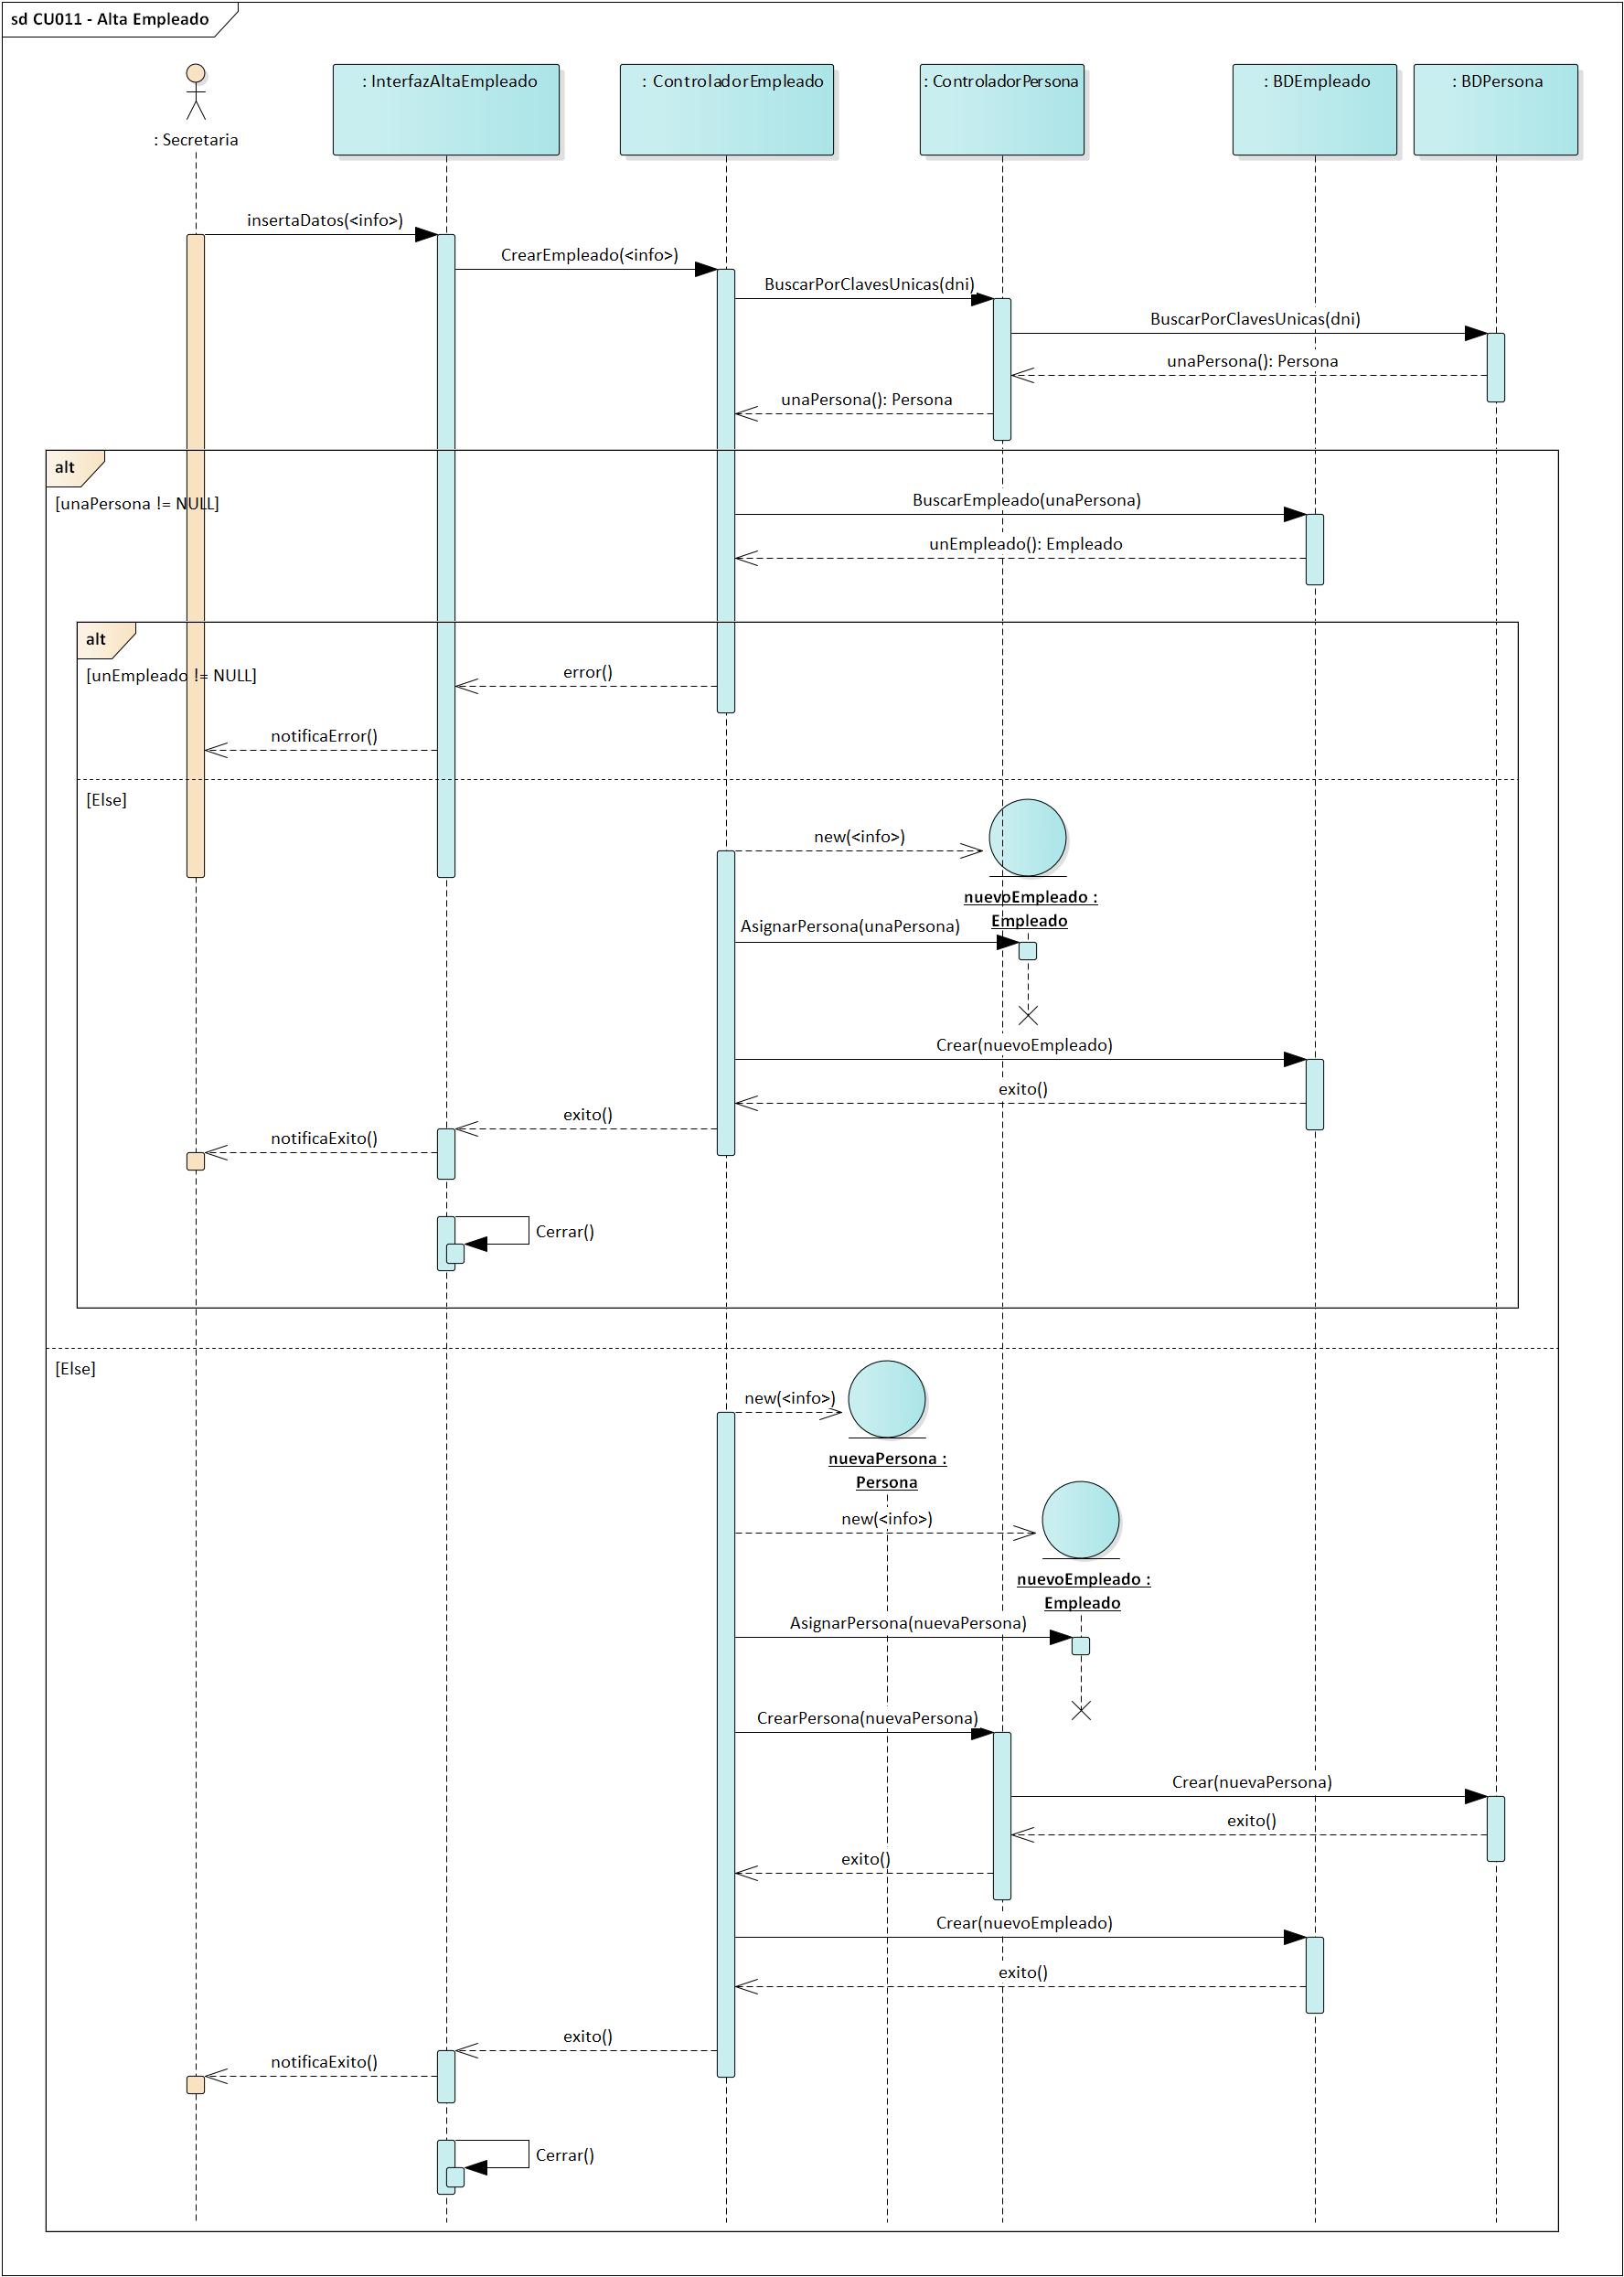 sd CU011 - Alta Empleado
: Secretaria
: InterfazAltaEmpleado
: ControladorEmpleado
: ControladorPersona
: BDEmpleado
: BDPersona
insertaDatos(<info>)
CrearEmpleado(<info>)
BuscarPorClavesUnicas(dni)
BuscarPorClavesUnicas(dni)
unaPersona(): Persona
unaPersona(): Persona
alt
[unaPersona != NULL]
BuscarEmpleado(unaPersona)
unEmpleado(): Empleado
alt
[unEmpleado != NULL]
error()
notificaError()
[Else]
new(<info>)
nuevoEmpleado :
Empleado
AsignarPersona(unaPersona)
Crear(nuevoEmpleado)
exito()
exito()
notificaExito()
Cerrar()
[Else]
new(<info>)
nuevaPersona :
Persona
new(<info>)
nuevoEmpleado :
Empleado
AsignarPersona(nuevaPersona)
CrearPersona(nuevaPersona)
Crear(nuevaPersona)
exito()
exito()
Crear(nuevoEmpleado)
exito()
exito()
notificaExito()
Cerrar()